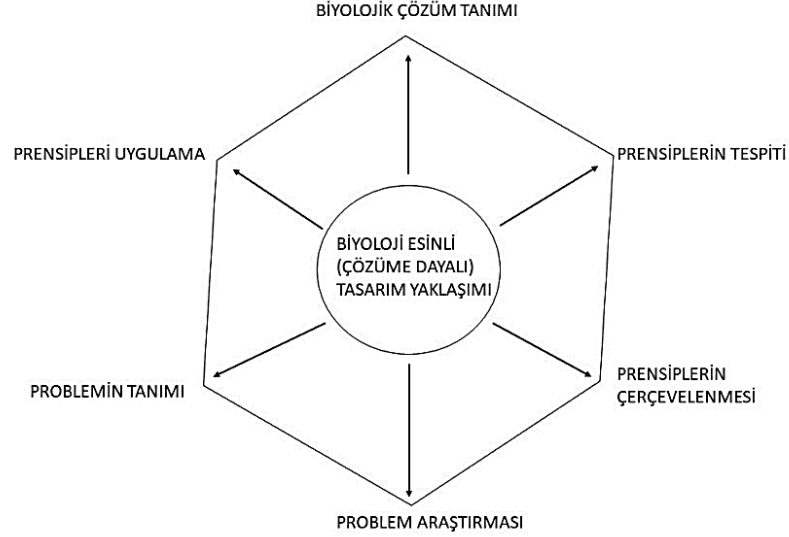 BİYOLOJİK ÇÖZÜM TANIMI
PRENSİPLERİ UYGULAMA
PRENSİPLERİN TESPİTİ
BİYOLOJİ ESİNLİ
(ÇÖZÜME DAYALI)
TASARIM YAKLAŞIMI
PROBLEMİN TANIMI
PRENSİPLERİN
ÇERÇEVELENMESİ
PROBLEM ARAŞTIRMASI